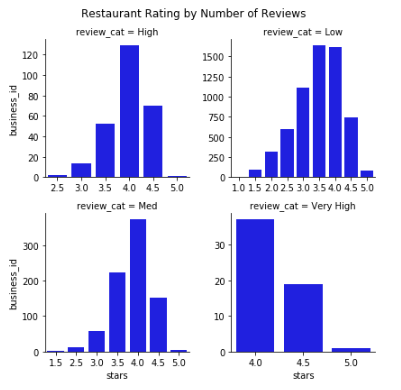 Restaurant Rating by Number of Reviews
review_cat = High
review_cat = Low
business_id
120
100
80
60
40
20
0
2.5 3.0 3.5 4.0 4.5 5.0
1500
1250
1000
750
500
250
0
1.0 1.5 2.0 2.5 3.0 3.5 4.0 4.5 5.0
review_cat = Med
review_cat = Very High
business_id
300
200
100
0
1.5 2.5 3.0 3.5 4.0 4.5 5.0
stars
30
20
10
0
4.0 4.5 5.0
stars